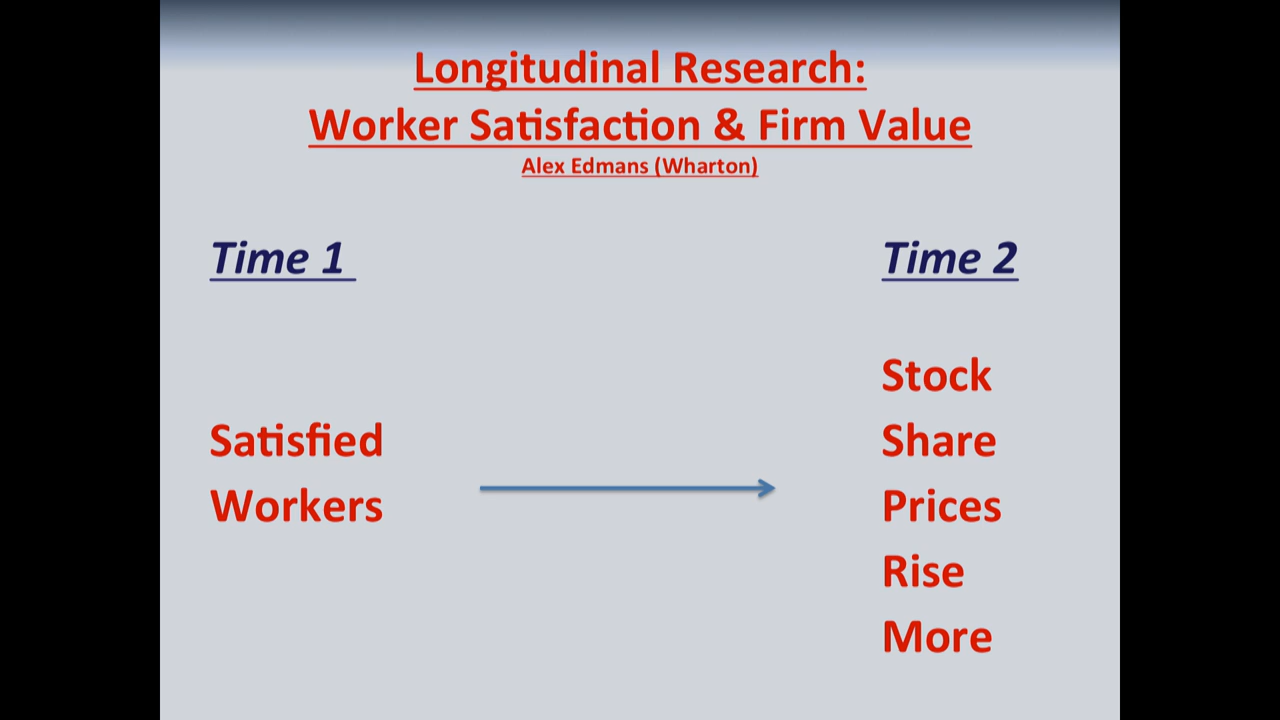 Longitudinal Research:
Worker Satisfaction & Firm Value
Alex Edmans (Wharton)
Time 1
Time 2
Satisfied
Workers
Stock
Share
Prices
Rise
More